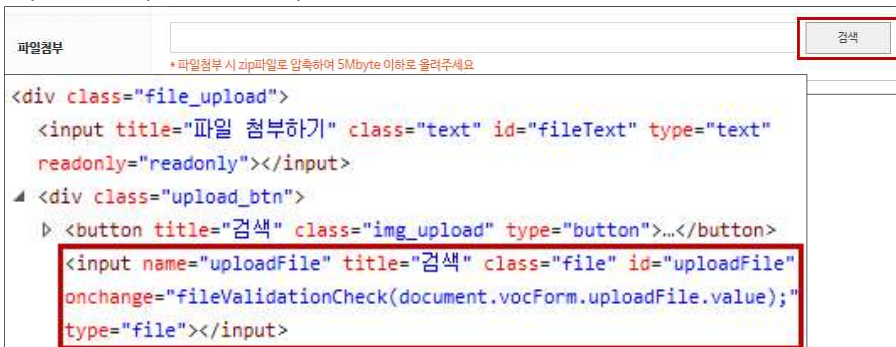 파일첨부
검색
* 파일첨부 시 zip파일로 압축하여 5Mbyte 이하로 올려주세요
<div class="file_upload">
<input title="파일 첨부하기" class="text" id="fileText" type="text"
readonly="readonly"></input>
◢ <div class="upload_btn">
▷ <button title="검색" class="img_upload" type="button">…</button>
<input name="uploadFile" title="검색" class="file" id="uploadFile"
onchange="fileValidationCheck(document.vocForm.uploadFile.value);"
type="file"></input>